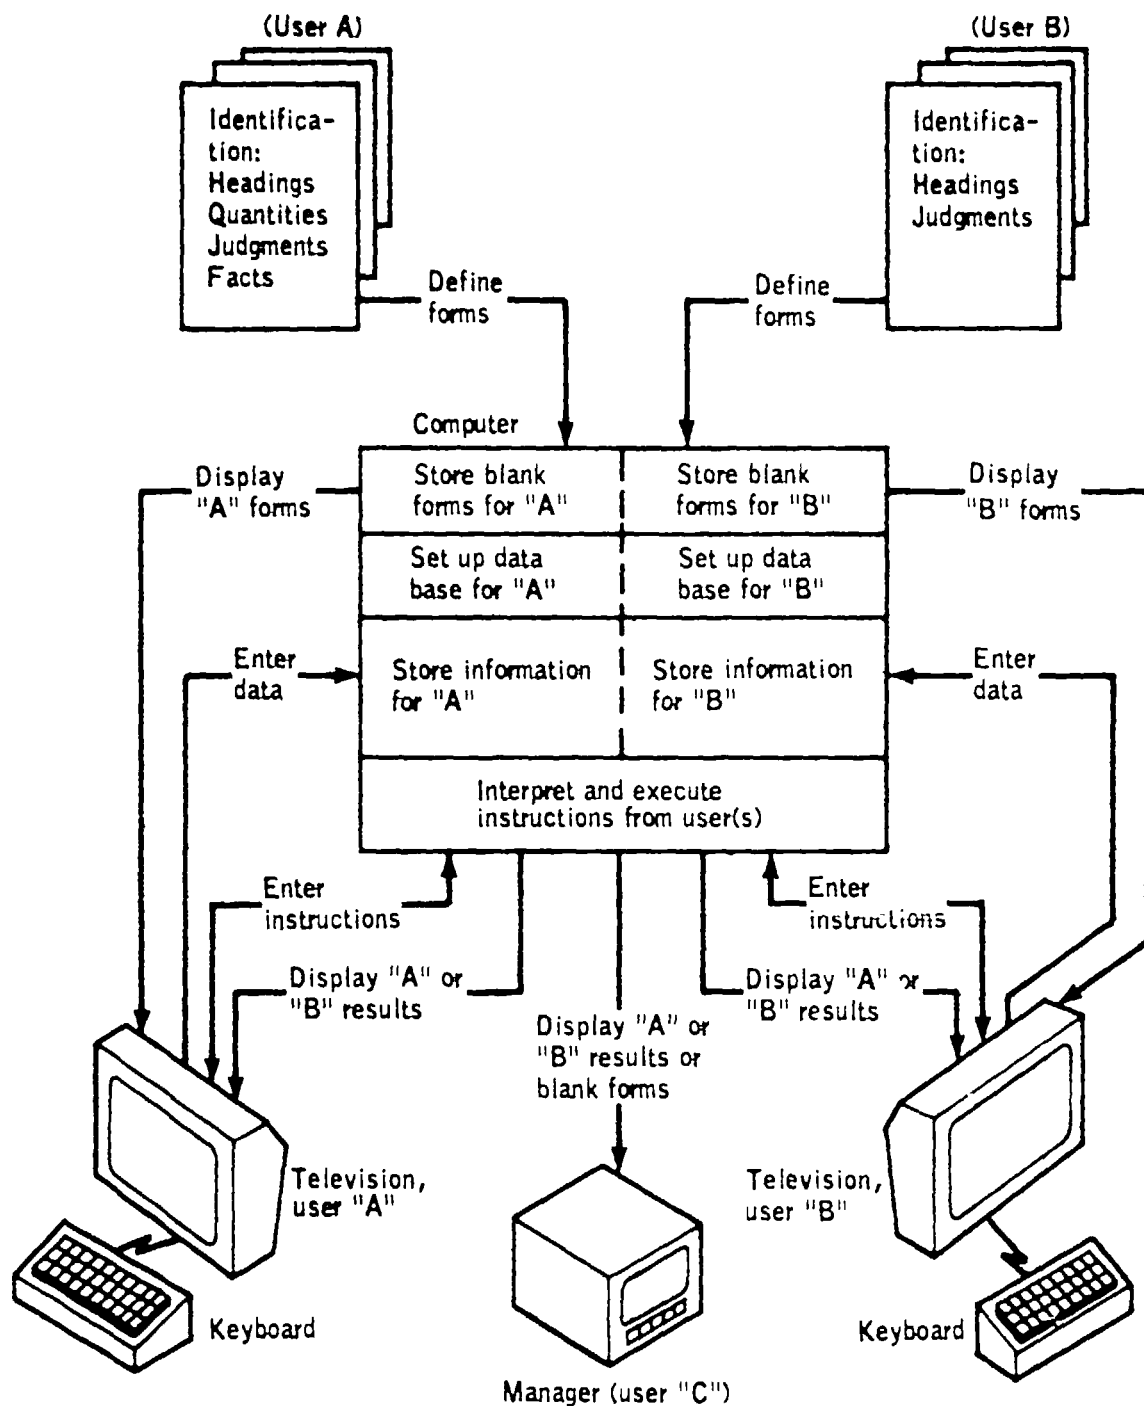 (User A)
Identifica-
tion:
Headings
Quantities
Judgments
Facts
(User B)
Identifica-
tion:
Headings
Judgments
Define
forms
Define
forms
Computer
Display
"A" forms
Store blank
forms for "A"
Store blank
forms for "B"
Display
"B" forms
Set up data
base for "A"
Set up data
base for "B"
Enter
data
Store information
for "A"
Store information
for "B"
Enter
data
Interpret and execute
instructions from user(s)
Enter
instructions
Enter
instructions
Display "A" or
"B" results
Display "A" or
"B" results or
blank forms
Display "A" or
"B" results
Television,
user "A"
Television,
user "B"
Keyboard
Keyboard
Manager (user "C")